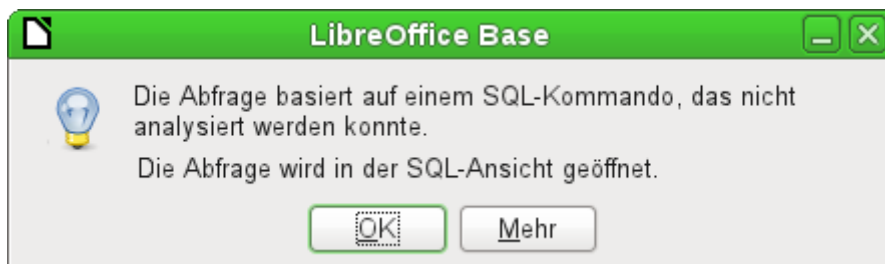 LibreOffice Base
Die Abfrage basiert auf einem SQL-Kommando, das nicht
analysiert werden konnte.
Die Abfrage wird in der SQL-Ansicht geöffnet.
OK
Mehr